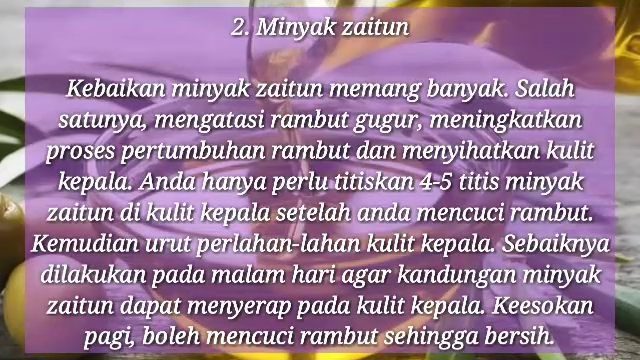 2. Minyak zaitun
Kebaikan minyak zaitun memang banyak. Salah
satunya, mengatasi rambut gugur, meningkatkan
proses pertumbuhan rambut dan menyihatkan kulit
kepala. Anda hanya perlu titiskan 4-5 titis minyak
zaitun di kulit kepala setelah anda mencuci rambut.
Kemudian urut perlahan-lahan kulit kepala. Sebaiknya
dilakukan pada malam hari agar kandungan minyak
zaitun dapat menyerap pada kulit kepala. Keesokan
pagi, boleh mencuci rambut sehingga bersih.